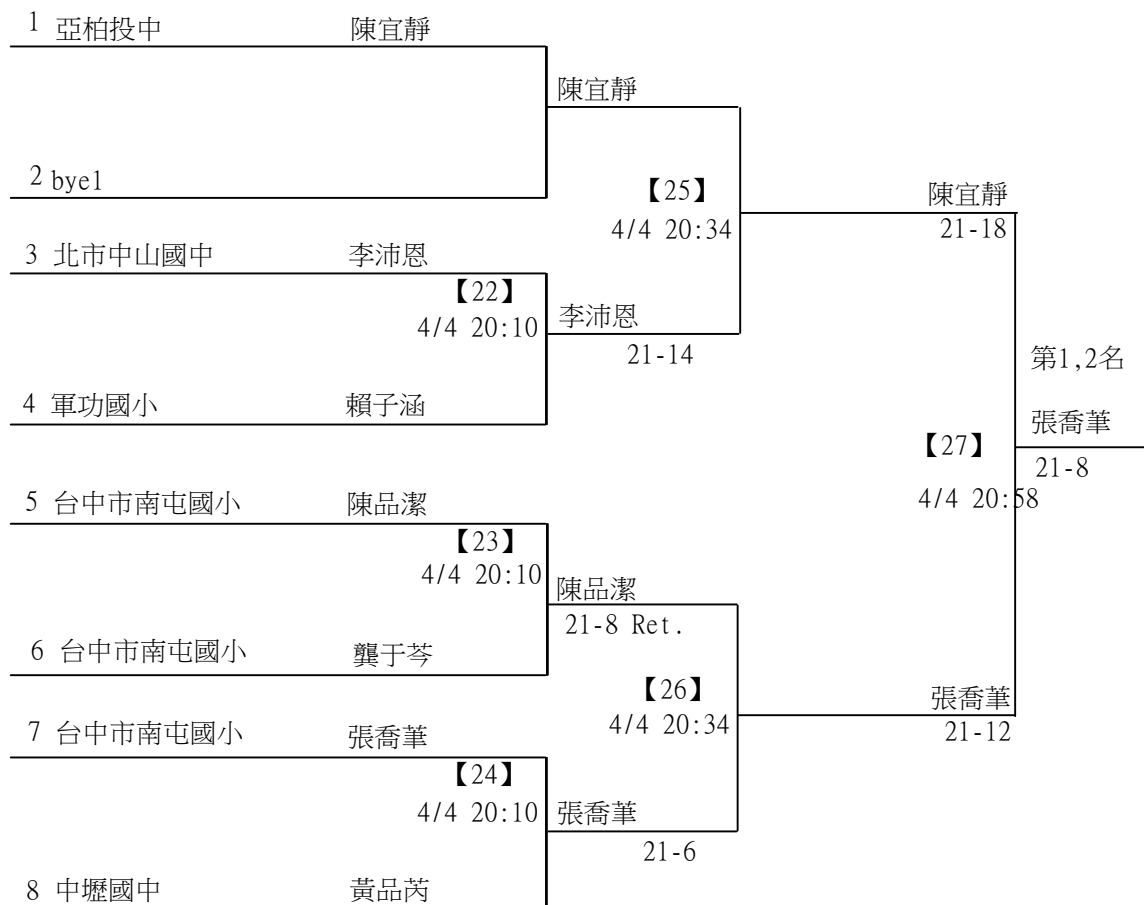 1 亞柏投中 陳宜靜
陳宜靜
2 bye1
【25】
4/4 20:34
陳宜靜
21-18
3 北市中山國中 李沛恩
【22】
4/4 20:10
李沛恩
21-14
4 軍功國小 賴子涵
第1,2名
張喬菙
21-8
【27】
4/4 20:58
5 台中市南屯國小 陳品潔
【23】
4/4 20:10
陳品潔
21-8 Ret.
6 台中市南屯國小 龔于芩
【26】
4/4 20:34
張喬菙
21-12
7 台中市南屯國小 張喬菙
【24】
4/4 20:10
張喬菙
21-6
8 中壢國中 黃品芮